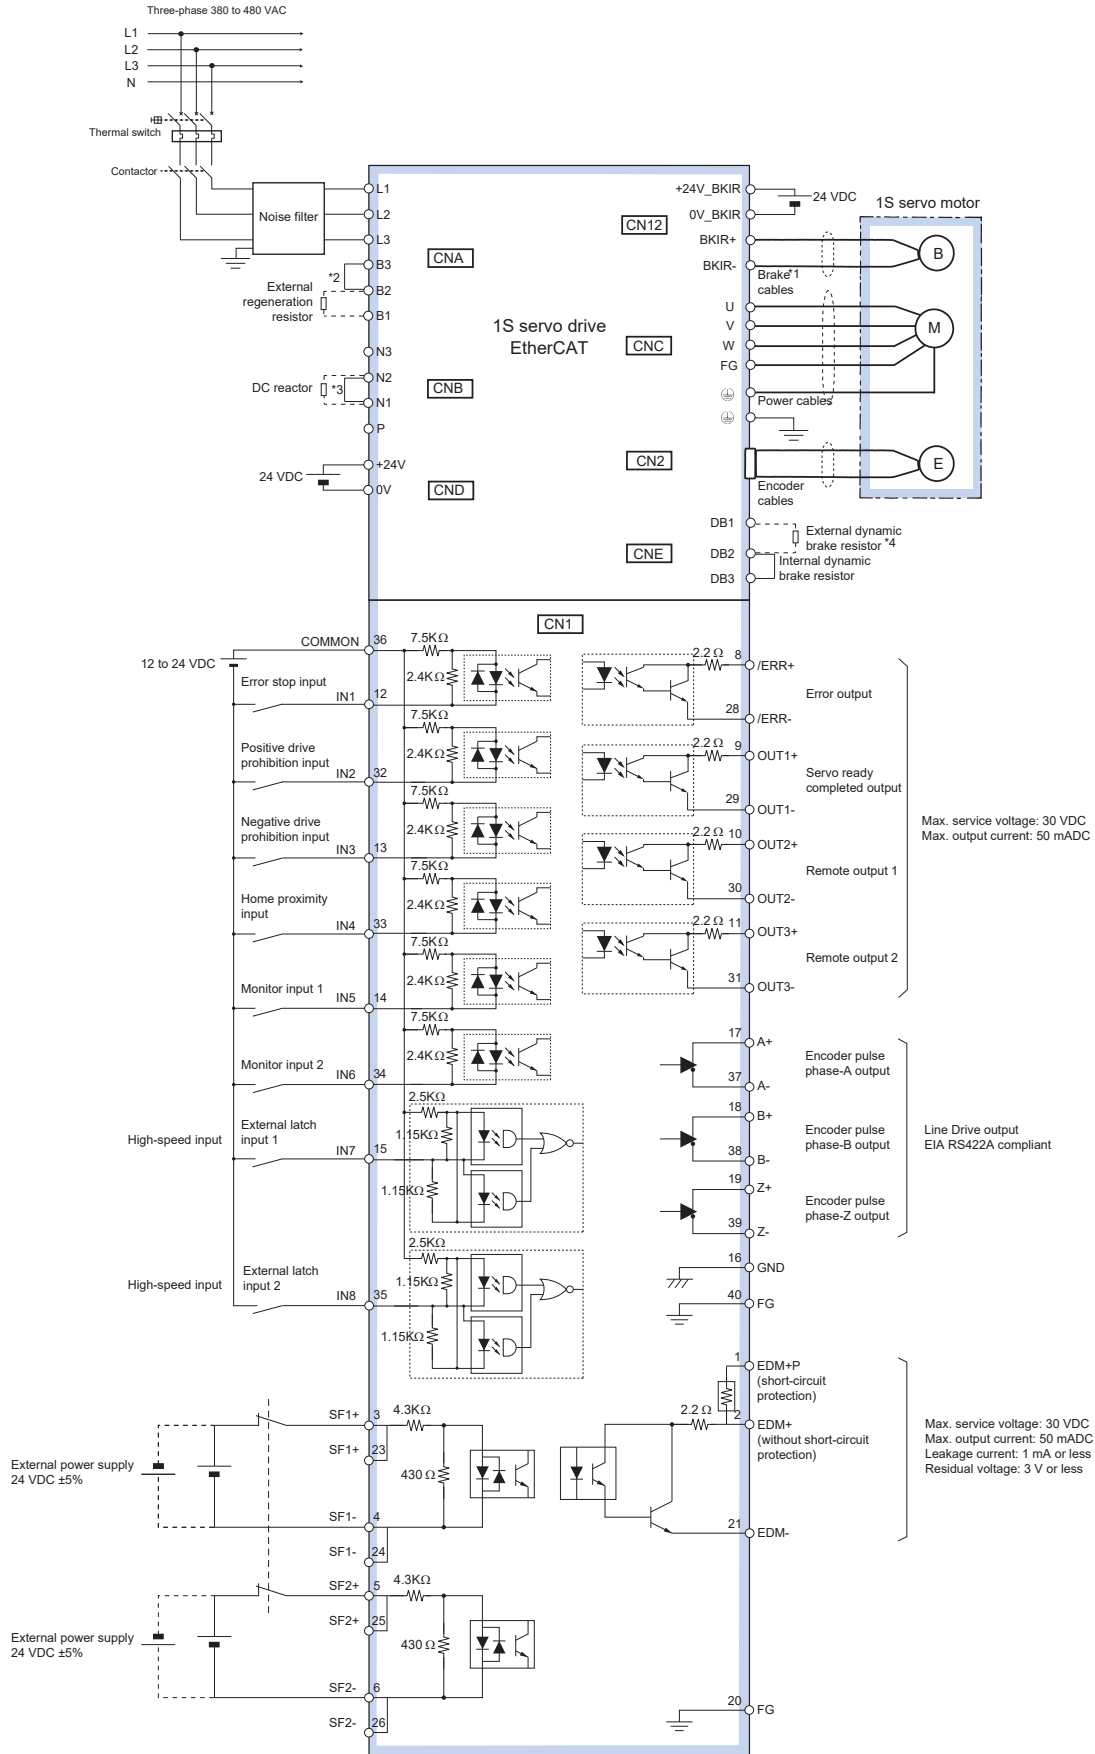 Three-phase 380 to 480 VAC
L1
L2
L3
N
Thermal switch
Contactor
Noise filter
L1
L2
L3
B3
*2
B2
External
regeneration
resistor
B1
N3
N2
DC reactor
*3
N1
P
+24V
24 VDC
0V
CNA
CNB
CND
1S servo drive
EtherCAT
CN12
CNC
CN2
CNE
+24V_BKIR
24 VDC
0V_BKIR
BKIR+
BKIR-
Brake*1
cables
U
V
W
FG
Power cables
Encoder
cables
1S servo motor
B
M
E
DB1
DB2
DB3
External dynamic
brake resistor *4
Internal dynamic
brake resistor
CN1
COMMON
36
7.5KΩ
12 to 24 VDC
2.4KΩ
Error stop input
IN1
12
7.5KΩ
2.4KΩ
Positive drive
prohibition input
IN2
32
7.5KΩ
2.4KΩ
Negative drive
prohibition input
IN3
13
7.5KΩ
2.4KΩ
Home proximity
input
IN4
33
7.5KΩ
2.4KΩ
Monitor input 1
IN5
14
7.5KΩ
2.4KΩ
Monitor input 2
IN6
34
2.5KΩ
1.15KΩ
High-speed input
External latch
input 1
IN7
15
1.15KΩ
2.5KΩ
1.15KΩ
High-speed input
External latch
input 2
IN8
35
1.15KΩ
2.2 Ω
8
/ERR+
Error output
28
/ERR-
2.2 Ω
9
OUT1+
Servo ready
completed output
29
OUT1-
2.2 Ω
10
OUT2+
Remote output 1
30
OUT2-
2.2 Ω
11
OUT3+
Remote output 2
31
OUT3-
Max. service voltage: 30 VDC
Max. output current: 50 mADC
17
A+
Encoder pulse
phase-A output
37
A-
18
B+
Encoder pulse
phase-B output
38
B-
19
Z+
Encoder pulse
phase-Z output
39
Z-
Line Drive output
EIA RS422A compliant
16
GND
40
FG
1
EDM+P
(short-circuit
protection)
2.2 Ω
2
EDM+
(without short-circuit
protection)
21
EDM-
Max. service voltage: 30 VDC
Max. output current: 50 mADC
Leakage current: 1 mA or less
Residual voltage: 3 V or less
SF1+
3
4.3KΩ
SF1+
23
External power supply
24 VDC ±5%
430 Ω
SF1-
4
SF1-
24
SF2+
5
4.3KΩ
SF2+
25
External power supply
24 VDC ±5%
430 Ω
SF2-
6
SF2-
26
20
FG